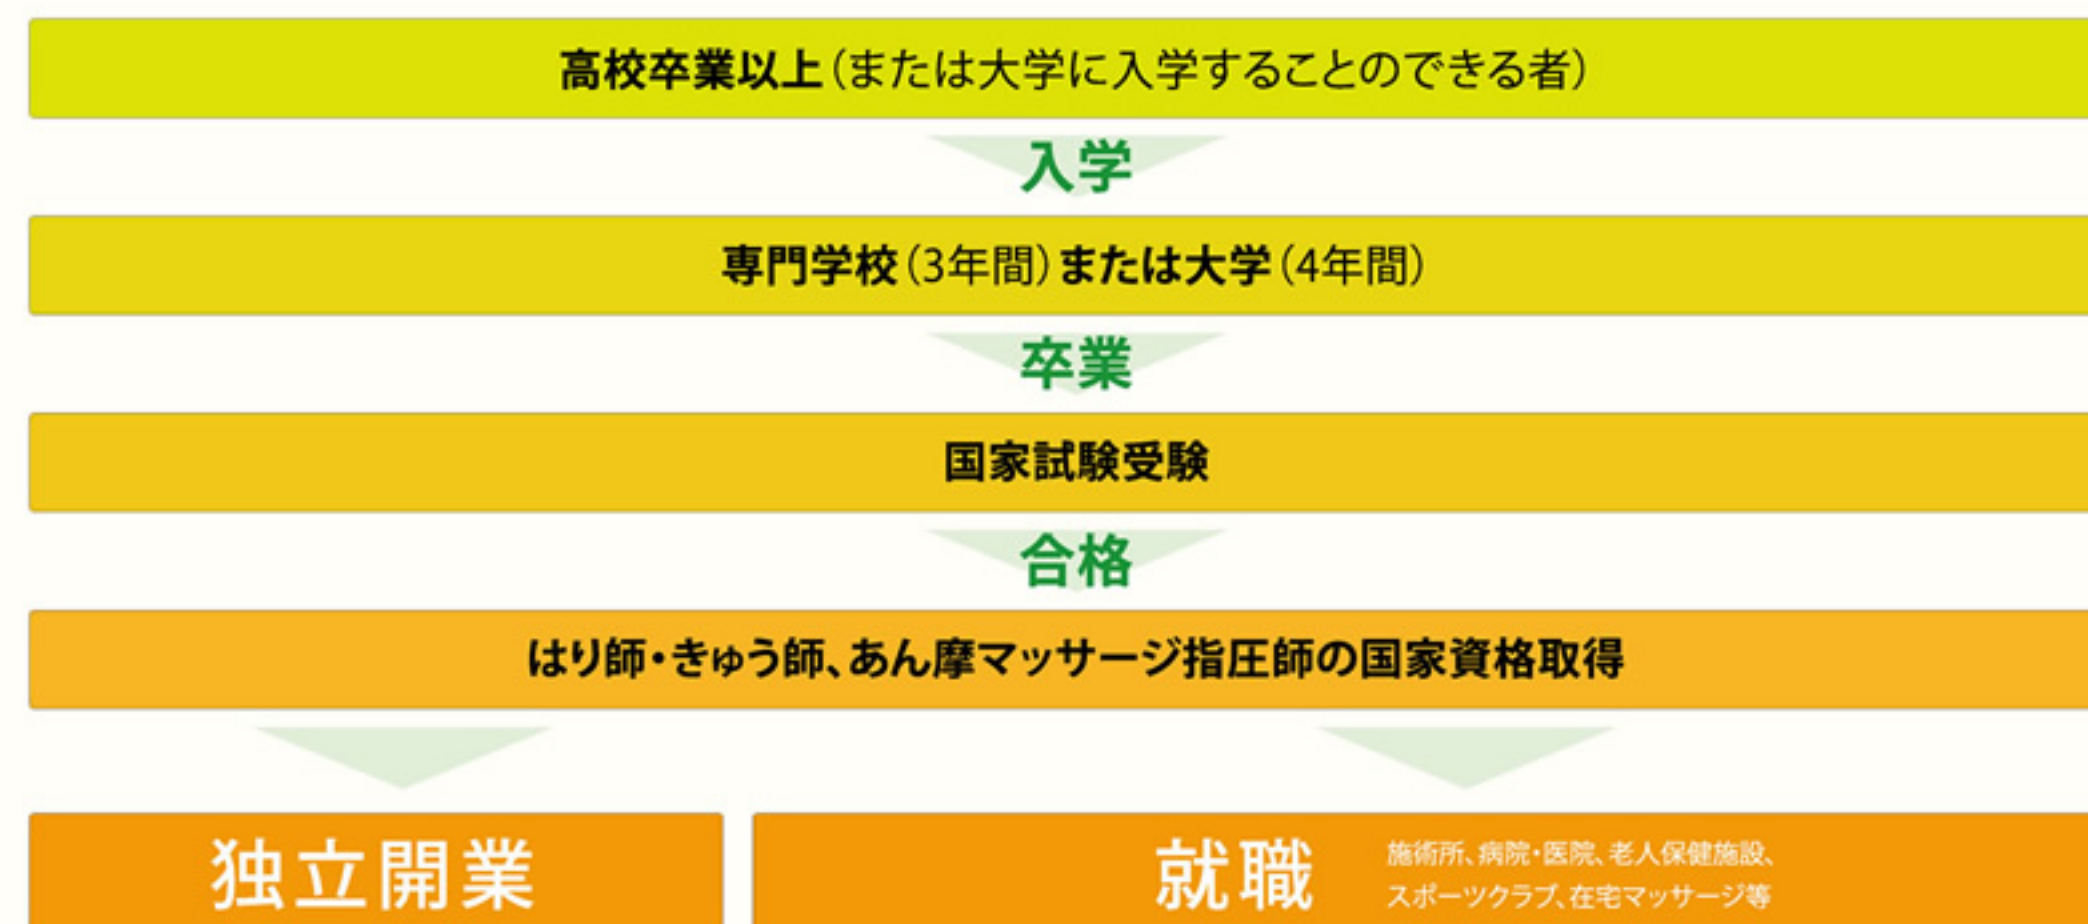 高校卒業以上（または大学に入学することのできる者）
入学
専門学校（3年間）または大学（4年間）
卒業
国家試験受験
合格
はり師・きゅう師、あん摩マッサージ指圧師の国家資格取得
独立開業
就職
施術所、病院・医院、老人保健施設、
スポーツクラブ、在宅マッサージ等